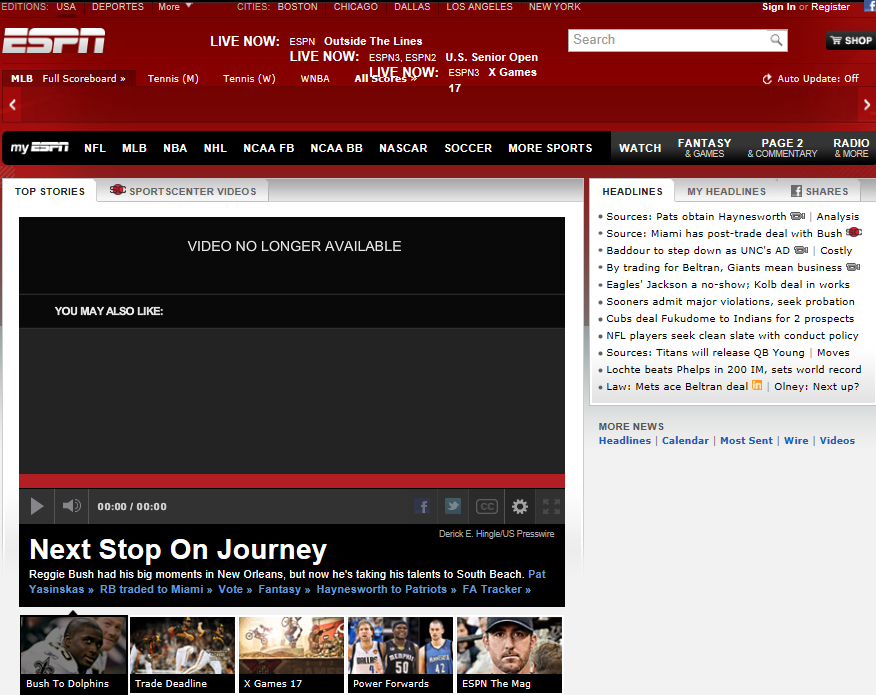 EDITIONS: USA DEPORTES More CITIES: BOSTON CHICAGO DALLAS LOS ANGELES NEW YORK Sign In or Register f
ESPN
LIVE NOW: ESPN Outside The Lines
LIVE NOW: ESPN3, ESPN2 U.S. Senior Open
LIVE NOW: ESPN3 X Games
17
Search
SHOP
MLB Full Scoreboard » Tennis (M) Tennis (W) WNBA All Scores » Auto Update: Off
my ESPN NFL MLB NBA NHL NCAA FB NCAA BB NASCAR SOCCER MORE SPORTS WATCH FANTASY & GAMES PAGE 2 & COMMENTARY RADIO & MORE
TOP STORIES SPORTSCENTER VIDEOS
VIDEO NO LONGER AVAILABLE
YOU MAY ALSO LIKE:
00:00 / 00:00 f CC
Derick E. Hingle/US Presswire
Next Stop On Journey
Reggie Bush had his big moments in New Orleans, but now he's taking his talents to South Beach. Pat
Yasinskas » RB traded to Miami » Vote » Fantasy » Haynesworth to Patriots » FA Tracker »
DALLAS MEMPHIS
50 42
Bush To Dolphins Trade Deadline X Games 17 Power Forwards ESPN The Mag
HEADLINES MY HEADLINES f SHARES
• Sources: Pats obtain Haynesworth | Analysis
• Source: Miami has post-trade deal with Bush
• Baddour to step down as UNC's AD | Costly
• By trading for Beltran, Giants mean business
• Eagles' Jackson a no-show; Kolb deal in works
• Sooners admit major violations, seek probation
• Cubs deal Fukudome to Indians for 2 prospects
• NFL players seek clean slate with conduct policy
• Sources: Titans will release QB Young | Moves
• Lochte beats Phelps in 200 IM, sets world record
• Law: Mets ace Beltran deal in | Olney: Next up?
MORE NEWS
Headlines | Calendar | Most Sent | Wire | Videos